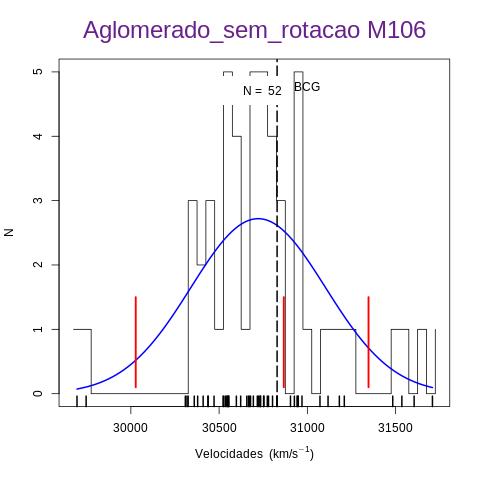 Aglomerado_sem_rotacao M106
N = 52
BCG
5
4
3
2
1
0
N
30000 30500 31000 31500
Velocidades (km/s⁻¹)